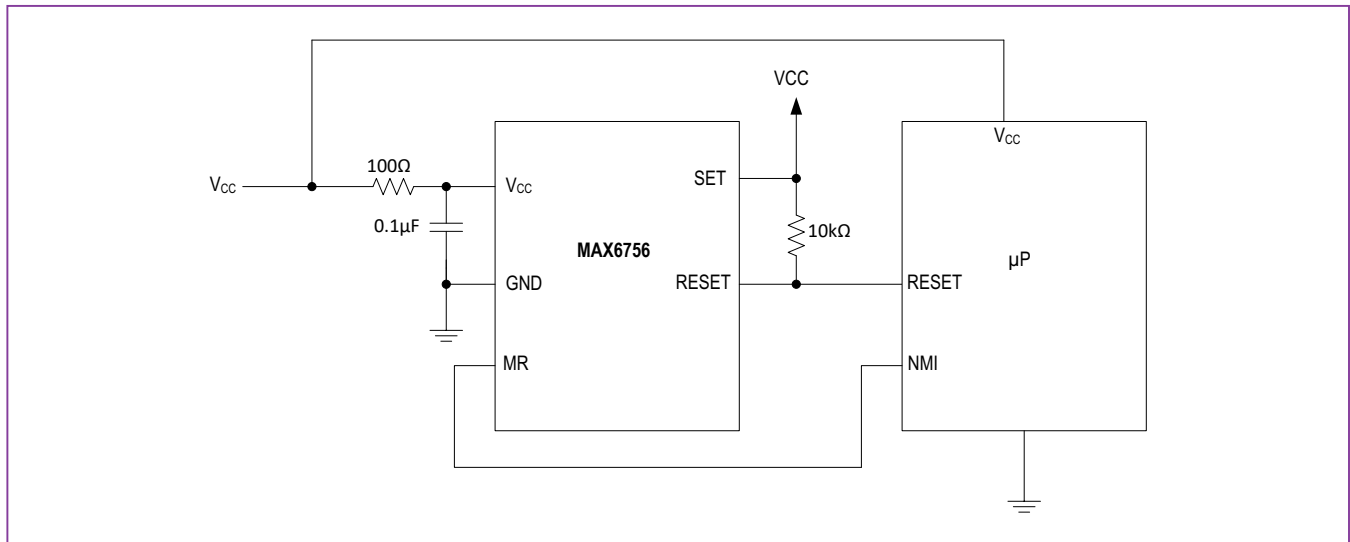 VCC
VCC
100Ω
VCC
VCC
SET
0.1µF
MAX6756
10kΩ
µP
GND
RESET
RESET
MR
NMI